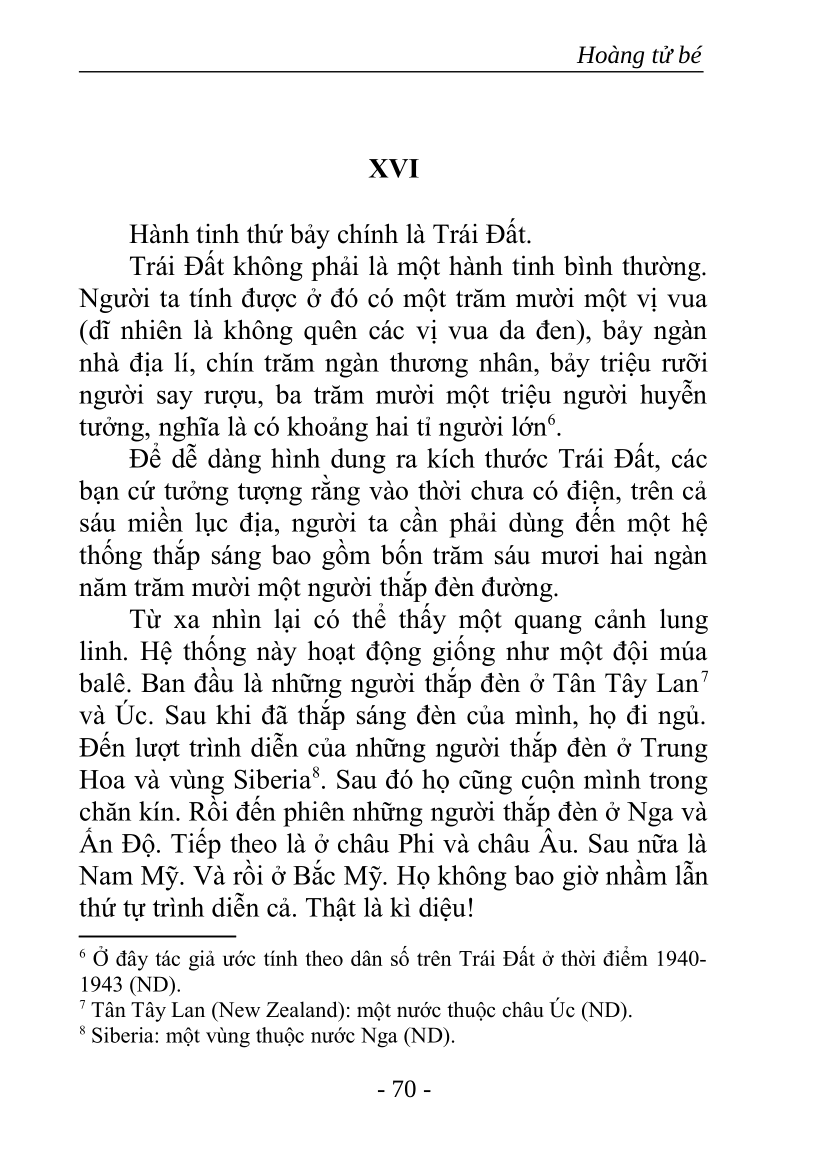 Hoàng tử bé
XVI
Hành tinh thứ bảy chính là Trái Đất.
Trái Đất không phải là một hành tinh bình thường.
Người ta tính được ở đó có một trăm mười một vị vua
(dĩ nhiên là không quên các vị vua da đen), bảy ngàn
nhà địa lí, chín trăm ngàn thương nhân, bảy triệu rưỡi
người say rượu, ba trăm mười một triệu người huyễn
tưởng, nghĩa là có khoảng hai tỉ người lớn⁶.
Để dễ dàng hình dung ra kích thước Trái Đất, các
bạn cứ tưởng tượng rằng vào thời chưa có điện, trên cả
sáu miền lục địa, người ta cần phải dùng đến một hệ
thống thắp sáng bao gồm bốn trăm sáu mươi hai ngàn
năm trăm mười một người thắp đèn đường.
Từ xa nhìn lại có thể thấy một quang cảnh lung
linh. Hệ thống này hoạt động giống như một đội múa
balê. Ban đầu là những người thắp đèn ở Tân Tây Lan⁷
và Úc. Sau khi đã thắp sáng đèn của mình, họ đi ngủ.
Đến lượt trình diễn của những người thắp đèn ở Trung
Hoa và vùng Siberia⁸. Sau đó họ cũng cuộn mình trong
chăn kín. Rồi đến phiên những người thắp đèn ở Nga và
Ấn Độ. Tiếp theo là ở châu Phi và châu Âu. Sau nữa là
Nam Mỹ. Và rồi ở Bắc Mỹ. Họ không bao giờ nhầm lẫn
thứ tự trình diễn cả. Thật là kì diệu!
⁶ Ở đây tác giả ước tính theo dân số trên Trái Đất ở thời điểm 1940-
1943 (ND).
⁷ Tân Tây Lan (New Zealand): một nước thuộc châu Úc (ND).
⁸ Siberia: một vùng thuộc nước Nga (ND).
- 70 -